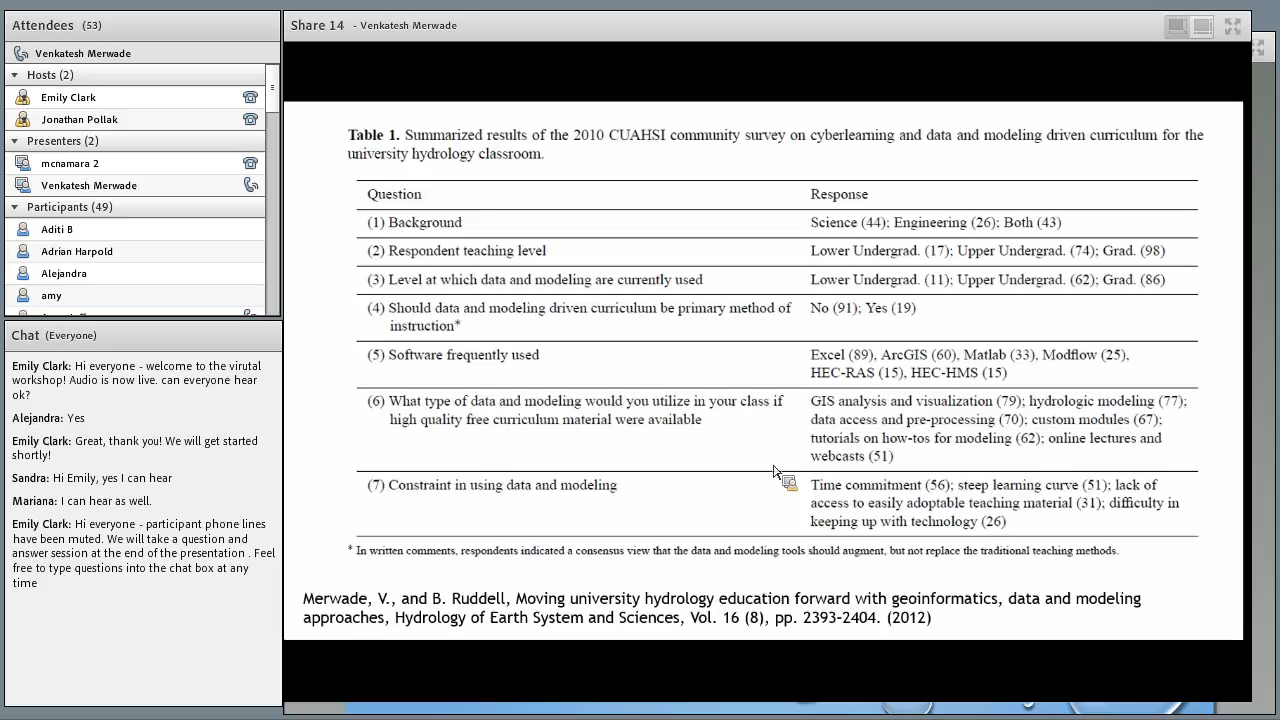 Attendees (53)
Venkatesh Merwade
Hosts (2)
Emily Clark
Jonathan Pollak
Presenters (2)
mcnamara 2
Venkatesh Merwade
Participants (49)
Aditi B
Adrian Harpold
Alejandra
amy
Chat (Everyone)
Emily Clark: Hi everyone - welcome to the virutal
workshop! Audio is now live. can everyone hear
ok?
Alejandra: Yes
Emily Clark: Great, thank you! We will get started
shortly!
Sandra: Hi Emily, yes I can hear
Mariana: I can hear as well.
Emily Clark: Hi everyone - participant phone lines
have been muted. We will take a question and
answer session at the end of the presentation . Feel
free to type questions into the chat box at any
time
Share 14 - Venkatesh Merwade
Table 1. Summarized results of the 2010 CUAHSI community survey on cyberlearning and data and modeling driven curriculum for the
university hydrology classroom.
Question Response
(1) Background Science (44); Engineering (26); Both (43)
(2) Respondent teaching level Lower Undergrad. (17); Upper Undergrad. (74); Grad. (98)
(3) Level at which data and modeling are currently used Lower Undergrad. (11); Upper Undergrad. (62); Grad. (86)
(4) Should data and modeling driven curriculum be primary method of No (91); Yes (19)
instruction*
(5) Software frequently used Excel (89), ArcGIS (60), Matlab (33), Modflow (25),
HEC-RAS (15), HEC-HMS (15)
(6) What type of data and modeling would you utilize in your class if GIS analysis and visualization (79); hydrologic modeling (77);
high quality free curriculum material were available data access and pre-processing (70); custom modules (67);
tutorials on how-tos for modeling (62); online lectures and
webcasts (51)
(7) Constraint in using data and modeling Time commitment (56); steep learning curve (51); lack of
access to easily adoptable teaching material (31); difficulty in
keeping up with technology (26)
* In written comments, respondents indicated a consensus view that the data and modeling tools should augment, but not replace the traditional teaching methods.
Merwade, V., and B. Ruddell, Moving university hydrology education forward with geoinformatics, data and modeling
approaches, Hydrology of Earth System and Sciences, Vol. 16 (8), pp. 2393-2404. (2012)